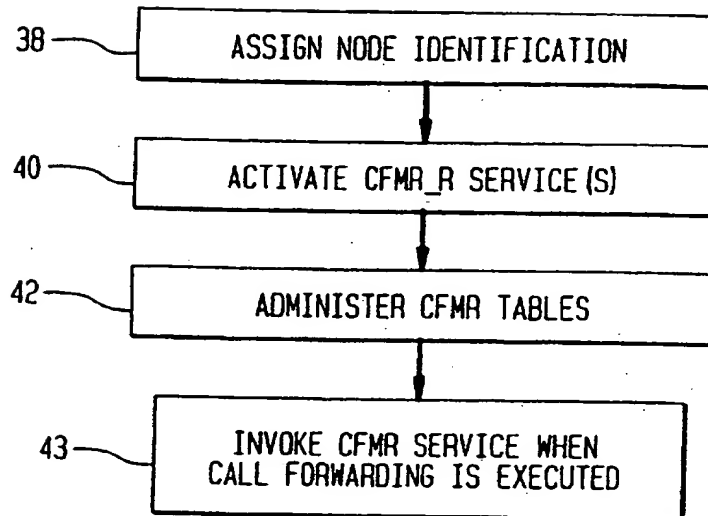 38
ASSIGN NODE IDENTIFICATION
40
ACTIVATE CFMR_R SERVICE(S)
42
ADMINISTER CFMR TABLES
43
INVOKE CFMR SERVICE WHEN
CALL FORWARDING IS EXECUTED